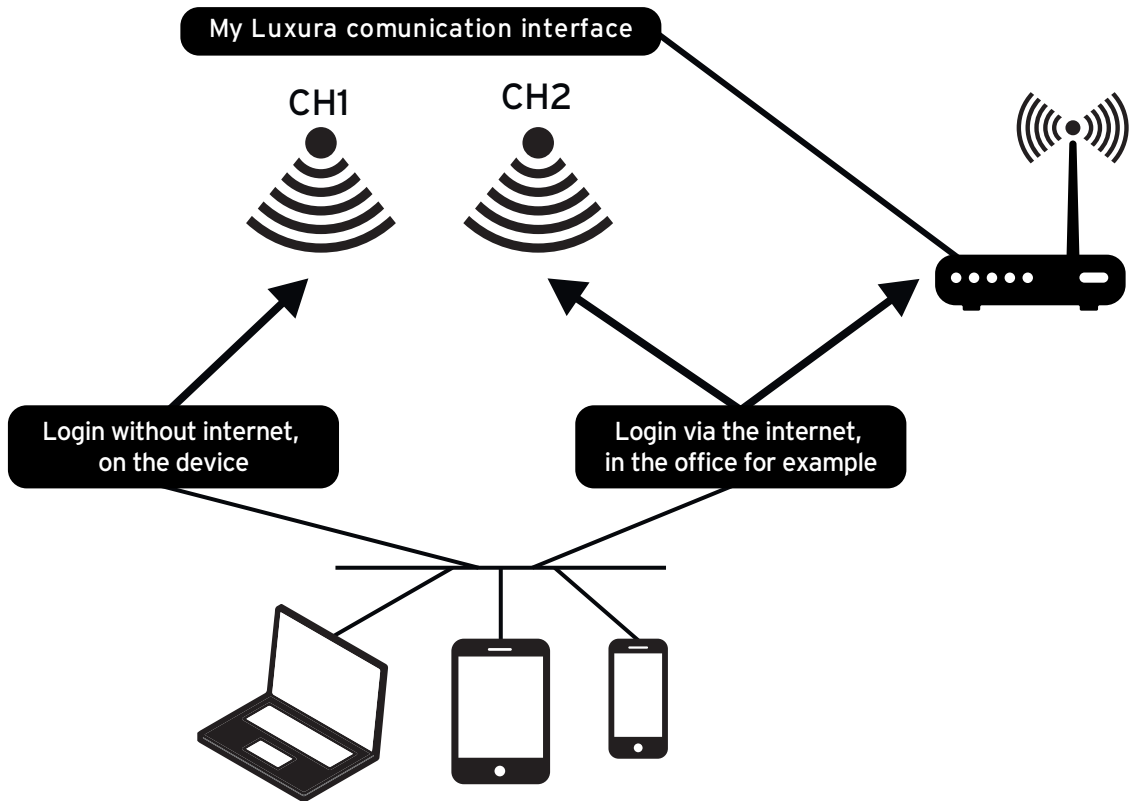 My Luxura comunication interface
CH1
CH2
Login without internet,
on the device
Login via the internet,
in the office for example